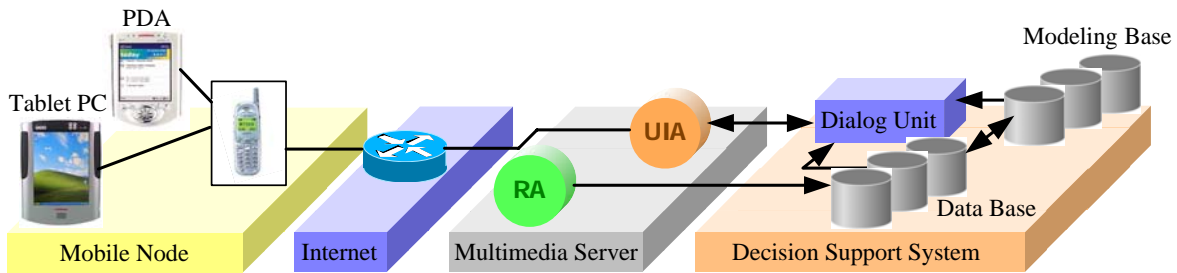 PDA
Modeling Base
Tablet PC
UIA
Dialog Unit
RA
Data Base
Mobile Node
Internet
Multimedia Server
Decision Support System